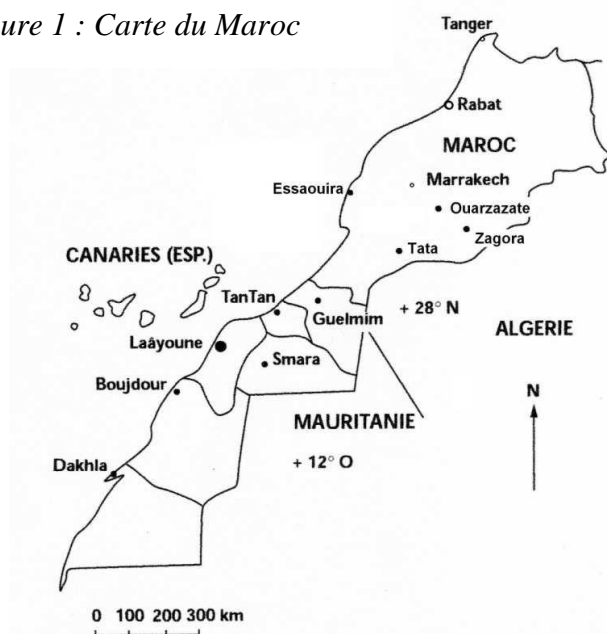 ure 1 : Carte du Maroc
Tanger
Rabat
MAROC
Essaouira
Marrakech
Ouarzazate
Zagora
Tata
CANARIES (ESP.)
TanTan
Guelmim
+ 28° N
ALGERIE
Laâyoune
Smara
Boujdour
N
MAURITANIE
+ 12° O
Dakhla
0 100 200 300 km